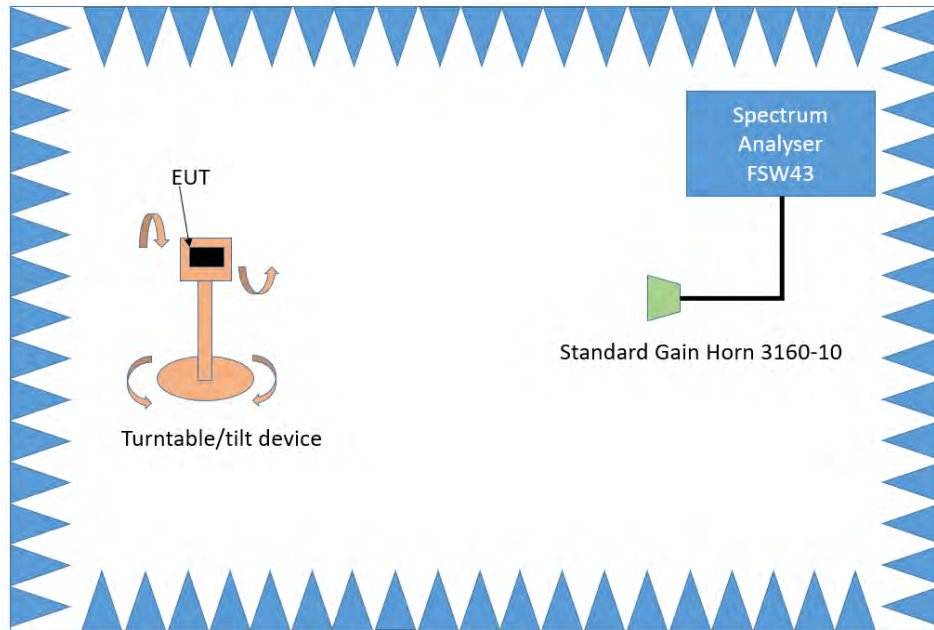 Spectrum
Analyser
FSW43
EUT
Standard Gain Horn 3160-10
Turntable/tilt device